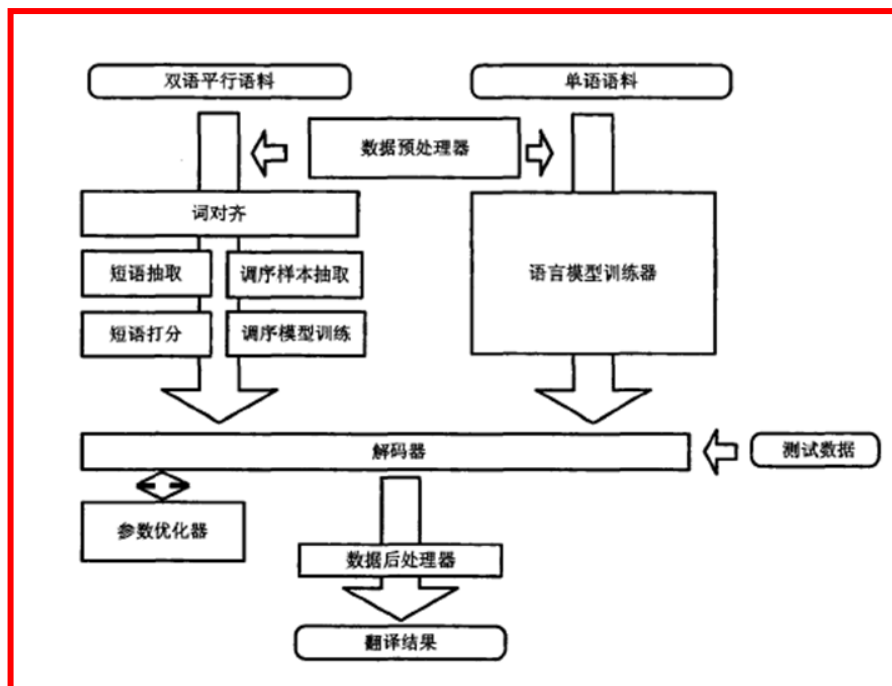 双语平行语料
单语语料
数据预处理器
词对齐
短语抽取
调序样本抽取
语言模型训练器
短语打分
调序模型训练
解码器
测试数据
参数优化器
数据后处理器
翻译结果